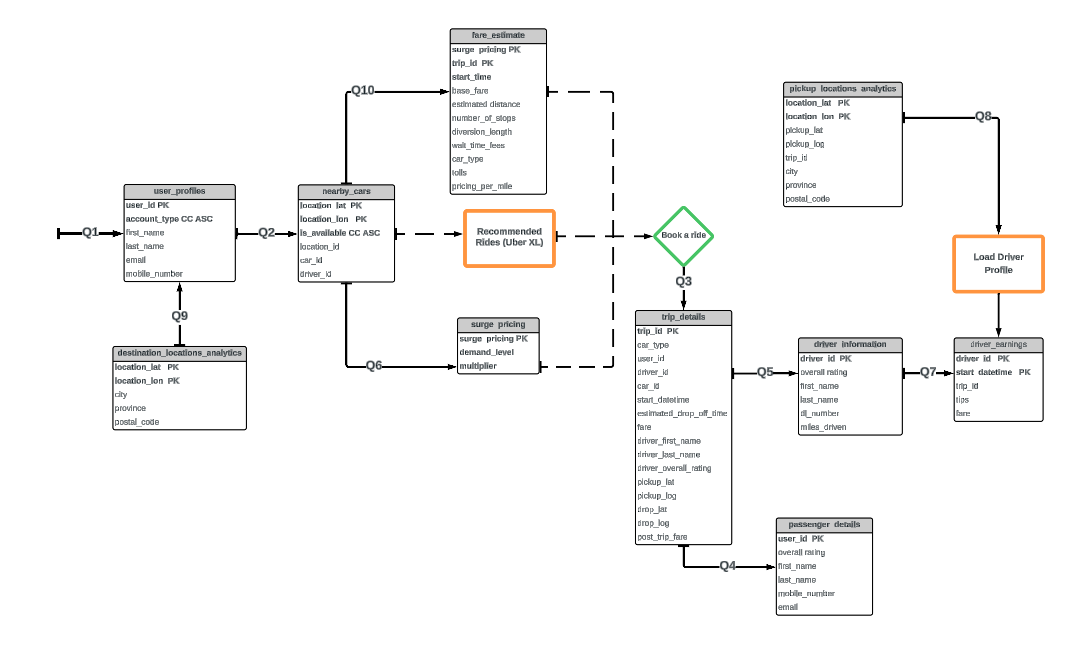 fare_estimate
surge_pricing PK
trip_id PK
start_time
base_fare
estmated distance
number_of_stops
diversion_length
wait_time_fees
car_type
tolls
pricing_per_mile
pickup_locations_analytics
location_lat PK
location_lon PK
pickup_lat
pickup_log
trip_id
city
province
postal_code
Q10
Q8
user_profiles
user_id PK
account_type CC ASC
first_name
last_name
email
mobile_number
Q1
Q2
nearby_cars
location_lat PK
location_lon PK
is_available CC ASC
location_id
car_id
driver_id
Recommended
Rides (Uber XL)
Book a ride
Load Driver
Profile
Q3
Q9
destination_locations_analytics
location_lat PK
location_lon PK
city
province
postal_code
Q6
surge_pricing
surge_pricing PK
demand_level
multiplier
trip_details
trip_id PK
car_type
user_id
driver_id
car_id
start_datetime
estimated_drop_off_time
fare
driver_first_name
driver_last_name
driver_overall_rating
pickup_lat
pickup_log
drop_lat
drop_log
post_trip_fare
Q5
driver_information
driver_id PK
overall rating
first_name
last_name
dl_number
miles_driven
Q7
driver_earnings
driver_id PK
start_datetime PK
trip_id
tips
fare
Q4
passenger_details
user_id PK
overall rating
first_name
last_name
mobile_number
email